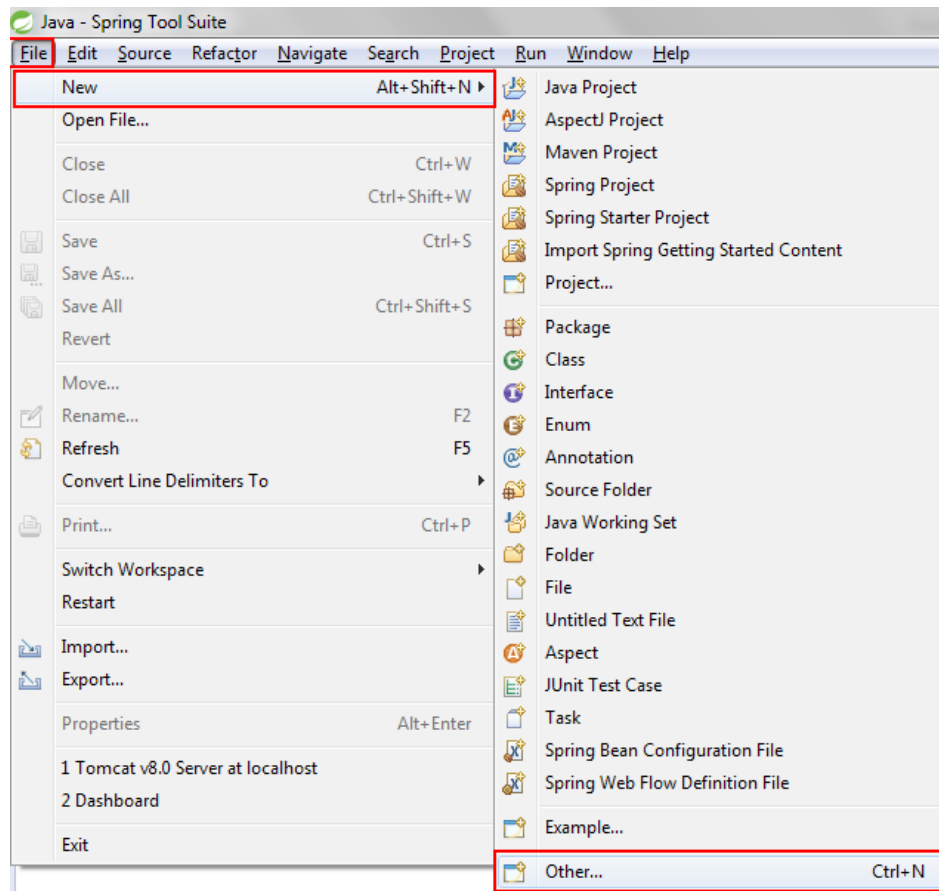 Java - Spring Tool Suite
File Edit Source Refactor Navigate Search Project Run Window Help
New Alt+Shift+N
Open File...
Close Ctrl+W
Close All Ctrl+Shift+W
Save Ctrl+S
Save As...
Save All Ctrl+Shift+S
Revert
Move...
Rename... F2
Refresh F5
Convert Line Delimiters To
Print... Ctrl+P
Switch Workspace
Restart
Import...
Export...
Properties Alt+Enter
1 Tomcat v8.0 Server at localhost
2 Dashboard
Exit
Java Project
AspectJ Project
Maven Project
Spring Project
Spring Starter Project
Import Spring Getting Started Content
Project...
Package
Class
Interface
Enum
Annotation
Source Folder
Java Working Set
Folder
File
Untitled Text File
Aspect
JUnit Test Case
Task
Spring Bean Configuration File
Spring Web Flow Definition File
Example...
Other... Ctrl+N